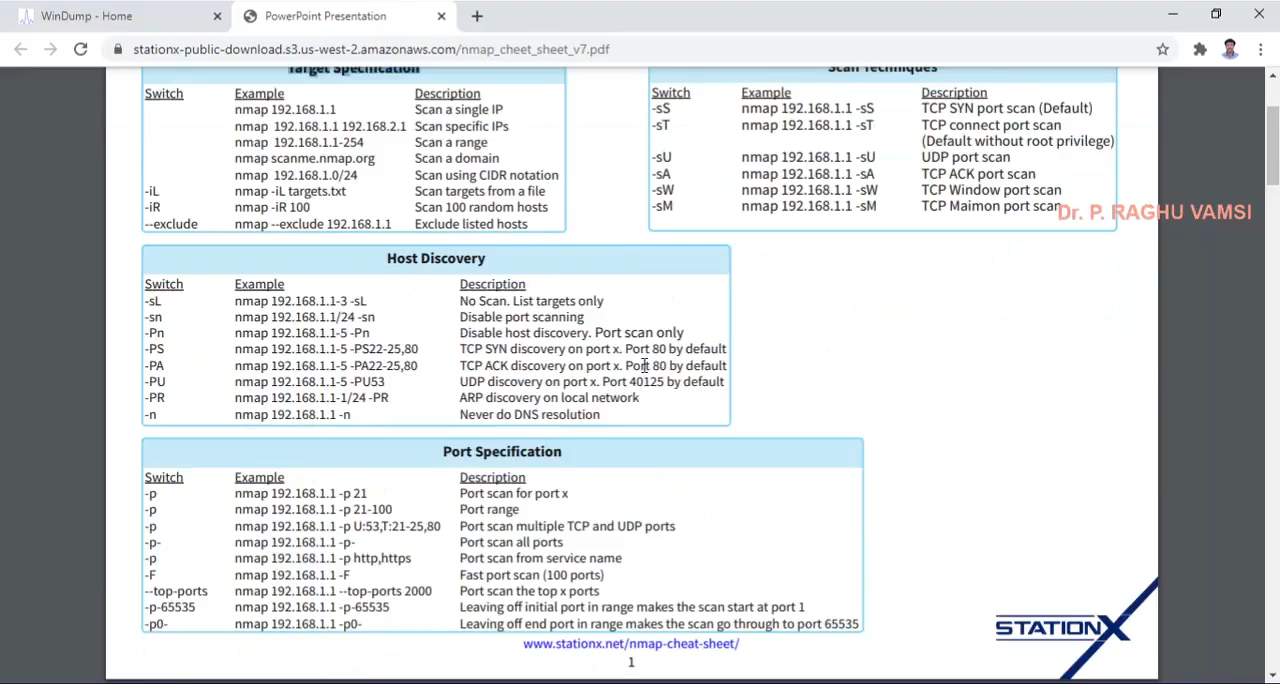 WinDump - Home
PowerPoint Presentation
stationx-public-download.s3.us-west-2.amazonaws.com/nmap_cheet_sheet_v7.pdf
Target Specification
Switch Example Description
nmap 192.168.1.1 Scan a single IP
nmap 192.168.1.1 192.168.2.1 Scan specific IPs
nmap 192.168.1.1-254 Scan a range
nmap scanme.nmap.org Scan a domain
nmap 192.168.1.0/24 Scan using CIDR notation
-iL nmap -iL targets.txt Scan targets from a file
-iR nmap -iR 100 Scan 100 random hosts
--exclude nmap --exclude 192.168.1.1 Exclude listed hosts
Scan Techniques
Switch Example Description
-sS nmap 192.168.1.1 -sS TCP SYN port scan (Default)
-sT nmap 192.168.1.1 -sT TCP connect port scan
(Default without root privilege)
-sU nmap 192.168.1.1 -sU UDP port scan
-sA nmap 192.168.1.1 -sA TCP ACK port scan
-sW nmap 192.168.1.1 -sW TCP Window port scan
-sM nmap 192.168.1.1 -sM TCP Maimon port scan
Dr. P. RAGHU VAMSI
Host Discovery
Switch Example Description
-sL nmap 192.168.1.1-3 -sL No Scan. List targets only
-sn nmap 192.168.1.1/24 -sn Disable port scanning
-Pn nmap 192.168.1.1-5 -Pn Disable host discovery. Port scan only
-PS nmap 192.168.1.1-5 -PS22-25,80 TCP SYN discovery on port x. Port 80 by default
-PA nmap 192.168.1.1-5 -PA22-25,80 TCP ACK discovery on port x. Port 80 by default
-PU nmap 192.168.1.1-5 -PU53 UDP discovery on port x. Port 40125 by default
-PR nmap 192.168.1.1-1/24 -PR ARP discovery on local network
-n nmap 192.168.1.1 -n Never do DNS resolution
Port Specification
Switch Example Description
-p nmap 192.168.1.1 -p 21 Port scan for port x
-p nmap 192.168.1.1 -p 21-100 Port range
-p nmap 192.168.1.1 -p U:53,T:21-25,80 Port scan multiple TCP and UDP ports
-p- nmap 192.168.1.1 -p- Port scan all ports
-p nmap 192.168.1.1 -p http,https Port scan from service name
-F nmap 192.168.1.1 -F Fast port scan (100 ports)
--top-ports nmap 192.168.1.1 --top-ports 2000 Port scan the top x ports
-p-65535 nmap 192.168.1.1 -p-65535 Leaving off initial port in range makes the scan start at port 1
-p0- nmap 192.168.1.1 -p0- Leaving off end port in range makes the scan go through to port 65535
www.stationx.net/nmap-cheat-sheet/
1
STATIONX